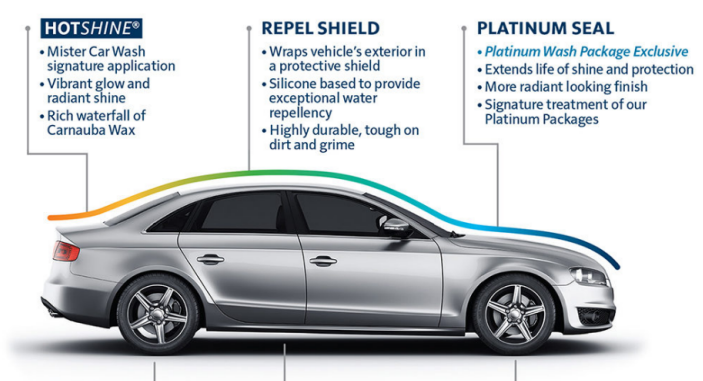 HOTSHINE®
• Mister Car Wash
signature application
• Vibrant glow and
radiant shine
• Rich waterfall of
Carnauba Wax
REPEL SHIELD
• Wraps vehicle's exterior in
a protective shield
• Silicone based to provide
exceptional water
repellency
• Highly durable, tough on
dirt and grime
PLATINUM SEAL
• Platinum Wash Package Exclusive
• Extends life of shine and protection
• More radiant looking finish
• Signature treatment of our
Platinum Packages